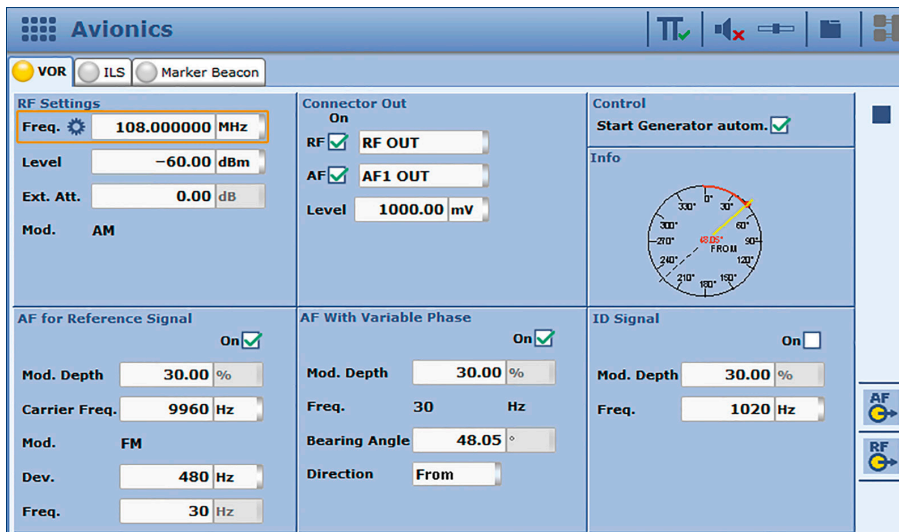 Avionics
VOR ILS Marker Beacon
RF Settings
Freq. 108.000000 MHz
Level −60.00 dBm
Ext. Att. 0.00 dB
Mod. AM
Connector Out
On
RF RF OUT
AF AF1 OUT
Level 1000.00 mV
Control
Start Generator autom.
Info
0°
330° 30°
300° 60°
270° 48.05° 90°
FROM
240° 120°
210° 180° 150°
AF for Reference Signal
On
Mod. Depth 30.00 %
Carrier Freq. 9960 Hz
Mod. FM
Dev. 480 Hz
Freq. 30 Hz
AF With Variable Phase
On
Mod. Depth 30.00 %
Freq. 30 Hz
Bearing Angle 48.05 °
Direction From
ID Signal
On
Mod. Depth 30.00 %
Freq. 1020 Hz
AF
RF